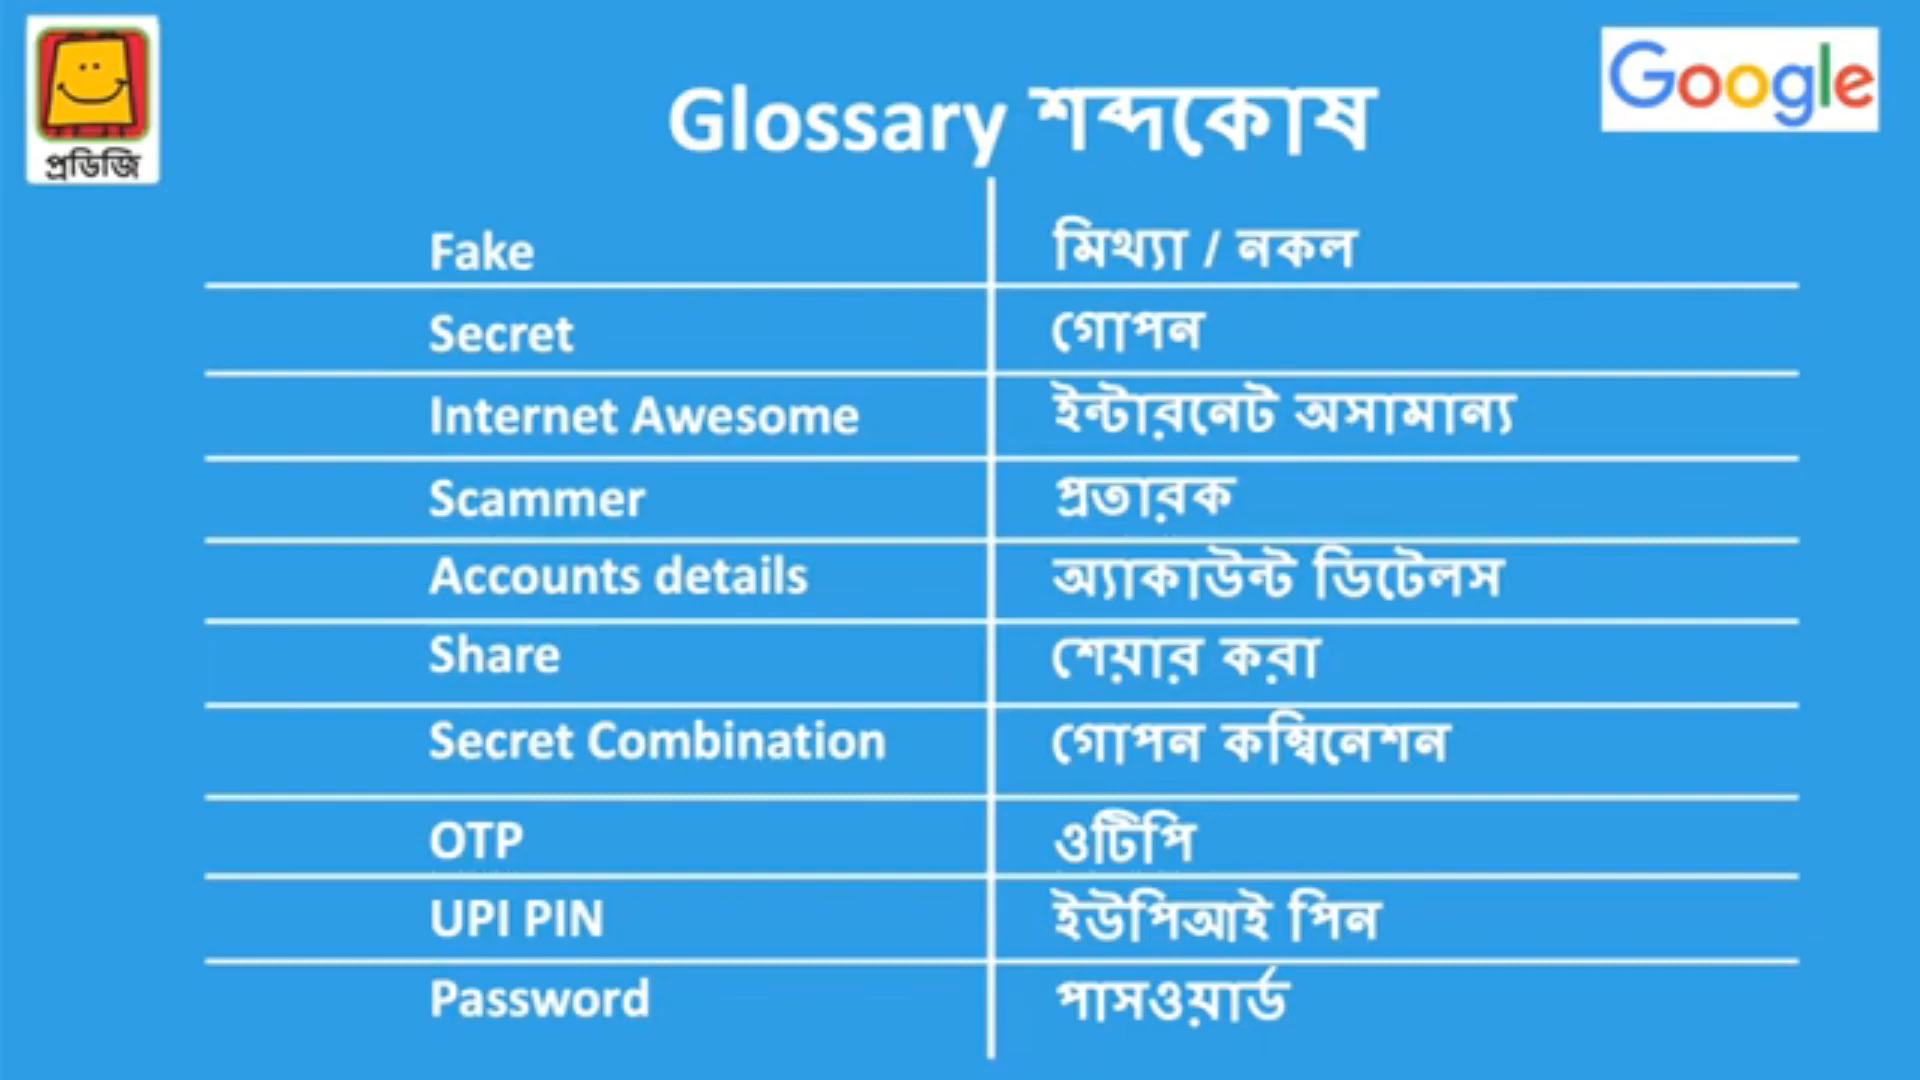 প্রডিজি
Google
Glossary শব্দকোষ
Fake মিথ্যা / নকল
Secret গোপন
Internet Awesome ইন্টারনেট অসামান্য
Scammer প্রতারক
Accounts details অ্যাকাউন্ট ডিটেলস
Share শেয়ার করা
Secret Combination গোপন কম্বিনেশন
OTP ওটিপি
UPI PIN ইউপিআই পিন
Password পাসওয়ার্ড